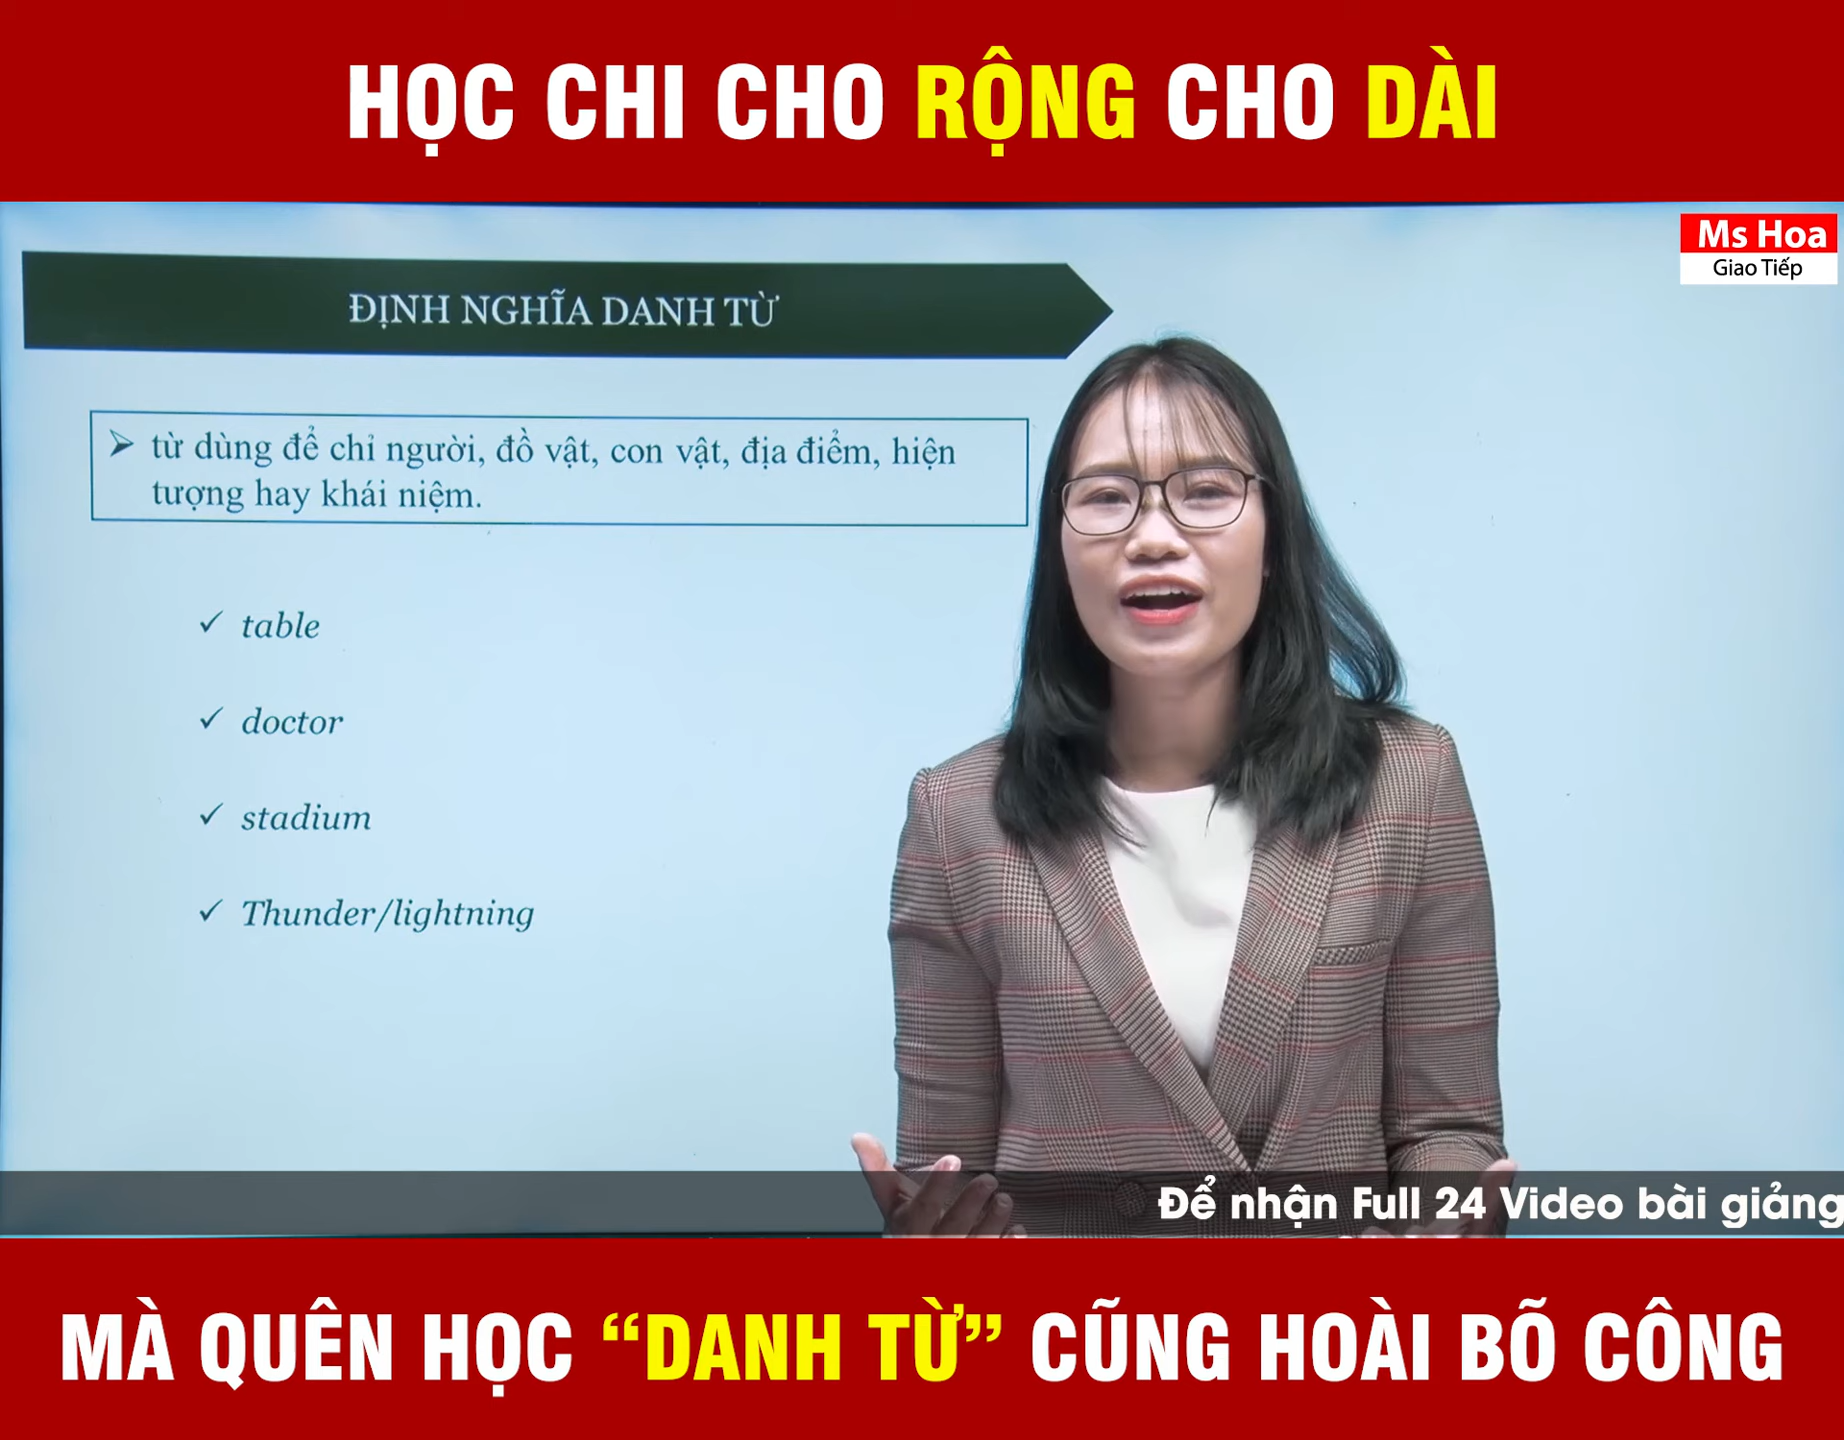 HỌC CHI CHO RỘNG CHO DÀI
Ms Hoa
Giao Tiếp
ĐỊNH NGHĨA DANH TỪ
➢ từ dùng để chỉ người, đồ vật, con vật, địa điểm, hiện
tượng hay khái niệm.
✓ table
✓ doctor
✓ stadium
✓ Thunder/lightning
Để nhận Full 24 Video bài giảng
MÀ QUÊN HỌC “DANH TỪ” CŨNG HOÀI BÕ CÔNG